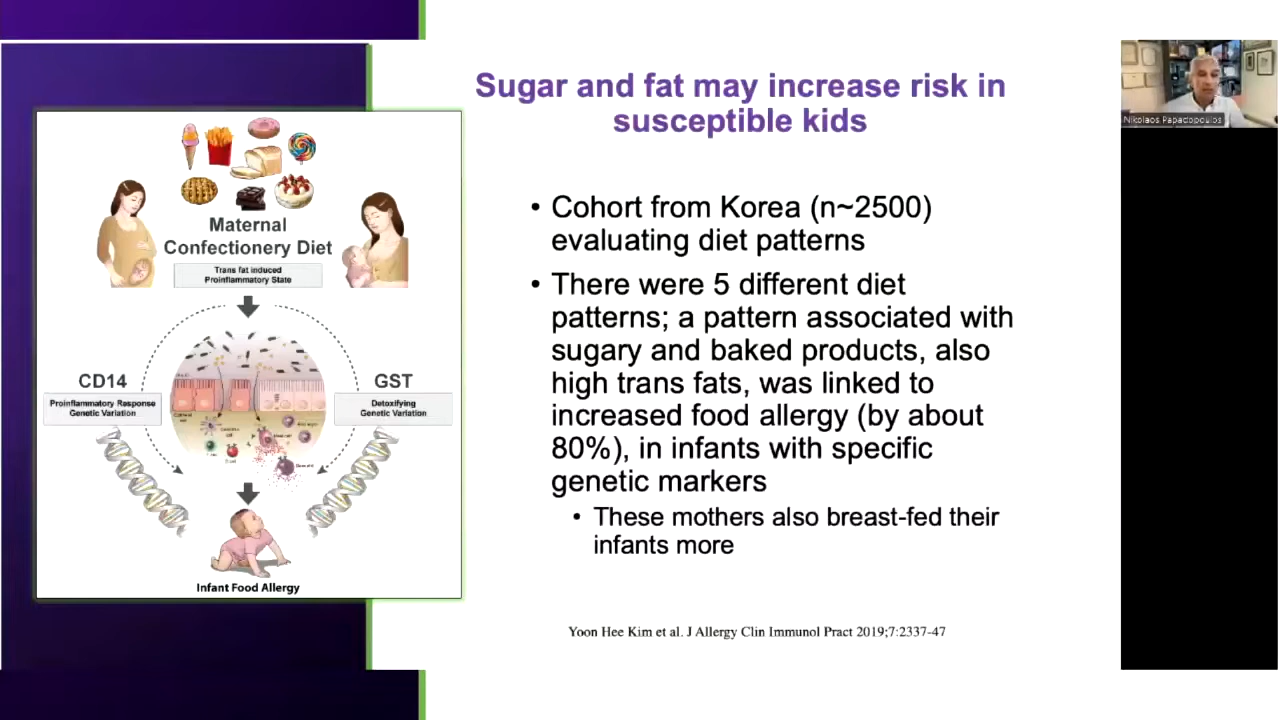 Sugar and fat may increase risk in
susceptible kids
Nikolaos Papadopoulos
Maternal
Confectionery Diet
Trans fat induced
Proinflammatory State
CD14
Proinflammatory Response
Genetic Variation
GST
Detoxifying
Genetic Variation
Infant Food Allergy
• Cohort from Korea (n~2500)
evaluating diet patterns
• There were 5 different diet
patterns; a pattern associated with
sugary and baked products, also
high trans fats, was linked to
increased food allergy (by about
80%), in infants with specific
genetic markers
• These mothers also breast-fed their
infants more
Yoon Hee Kim et al. J Allergy Clin Immunol Pract 2019;7:2337-47